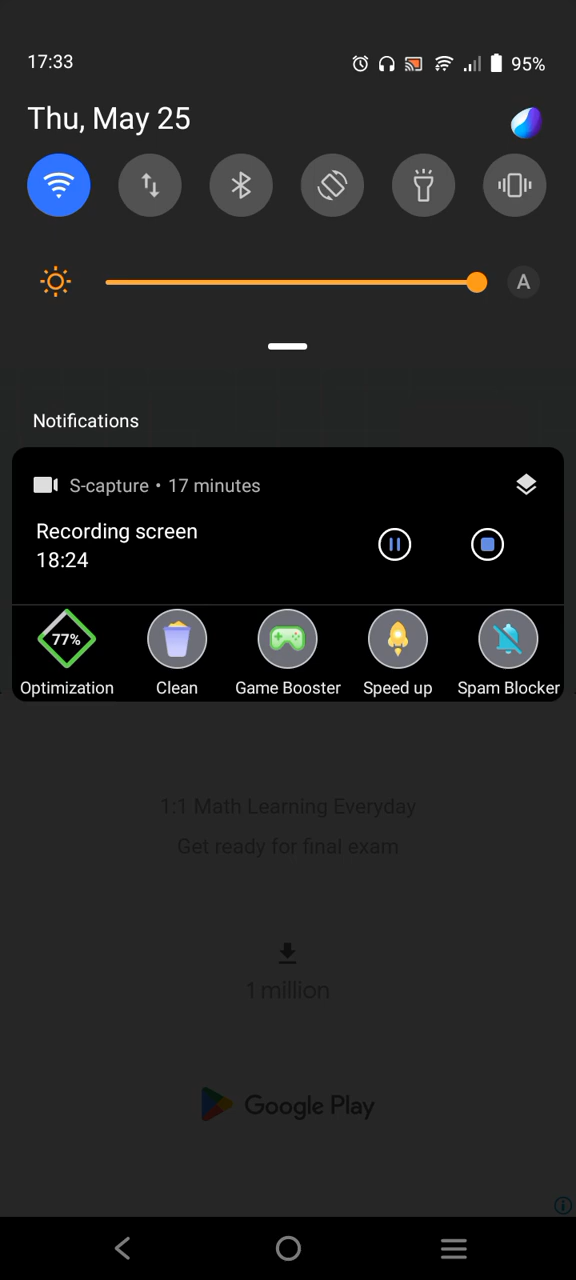 17:33
95%
Thu, May 25
A
Notifications
S-capture • 17 minutes
Recording screen
18:24
77%
Optimization
Clean
Game Booster
Speed up
Spam Blocker
1:1 Math Learning Everyday
Get ready for final exam
1 million
Google Play